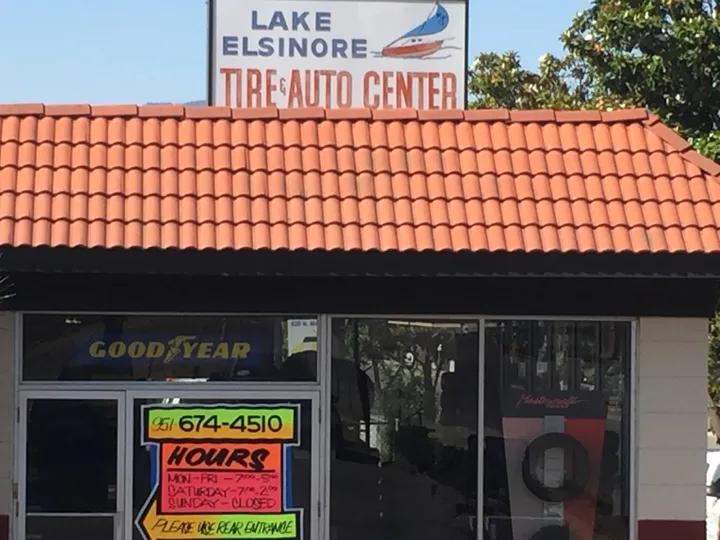 LAKE
ELSINORE
TIRE & AUTO CENTER
GOODYEAR
951 674-4510
HOURS
MON - FRI - 7:00 - 5:00
SATURDAY - 7:00 - 2:00
SUNDAY - CLOSED
PLEASE USE REAR ENTRANCE
Mastercraft